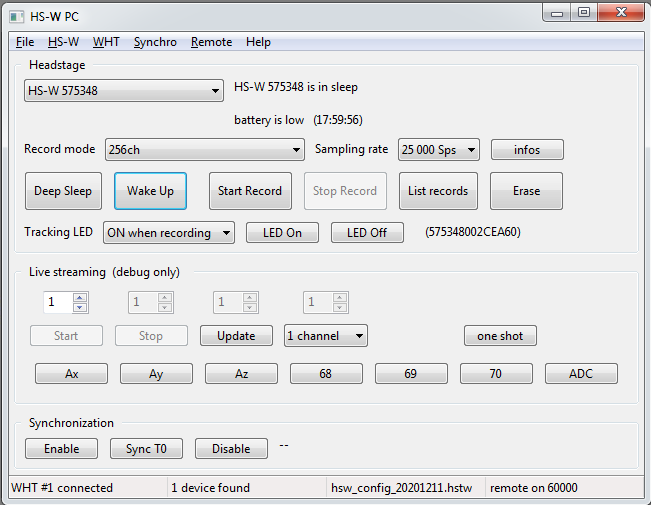 HS-W PC
File HS-W WHT Synchro Remote Help
Headstage
HS-W 575348 HS-W 575348 is in sleep
battery is low (17:59:56)
Record mode 256ch Sampling rate 25 000 Sps infos
Deep Sleep Wake Up Start Record Stop Record List records Erase
Tracking LED ON when recording LED On LED Off (575348002CEA60)
Live streaming (debug only)
1 1 1 1
Start Stop Update 1 channel one shot
Ax Ay Az 68 69 70 ADC
Synchronization
Enable Sync T0 Disable --
WHT #1 connected 1 device found hsw_config_20201211.hstw remote on 60000